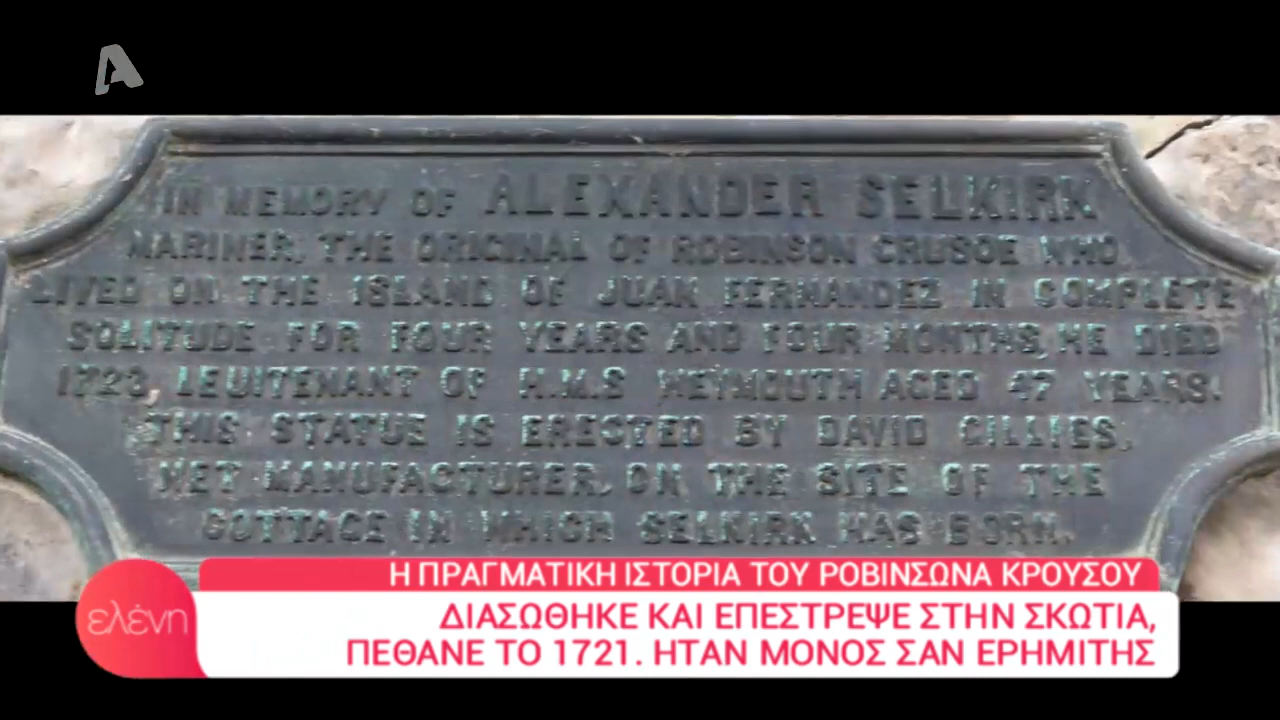 IN MEMORY OF ALEXANDER SELKIRK
MARINER, THE ORIGINAL OF ROBINSON CRUSOE WHO
LIVED ON THE ISLAND OF JUAN FERNANDEZ IN COMPLETE
SOLITUDE FOR FOUR YEARS AND FOUR MONTHS, HE DIED
1723, LEUITENANT OF H.M.S WEYMOUTH AGED 47 YEARS.
THIS STATUE IS ERECTED BY DAVID GILLIES,
NET MANUFACTURER, ON THE SITE OF THE
COTTAGE IN WHICH SELKIRK WAS BORN.
Η ΠΡΑΓΜΑΤΙΚΗ ΙΣΤΟΡΙΑ ΤΟΥ ΡΟΒΙΝΣΩΝΑ ΚΡΟΥΣΟΥ
ελένη
ΔΙΑΣΩΘΗΚΕ ΚΑΙ ΕΠΕΣΤΡΕΨΕ ΣΤΗΝ ΣΚΩΤΙΑ,
ΠΕΘΑΝΕ ΤΟ 1721. ΗΤΑΝ ΜΟΝΟΣ ΣΑΝ ΕΡΗΜΙΤΗΣ